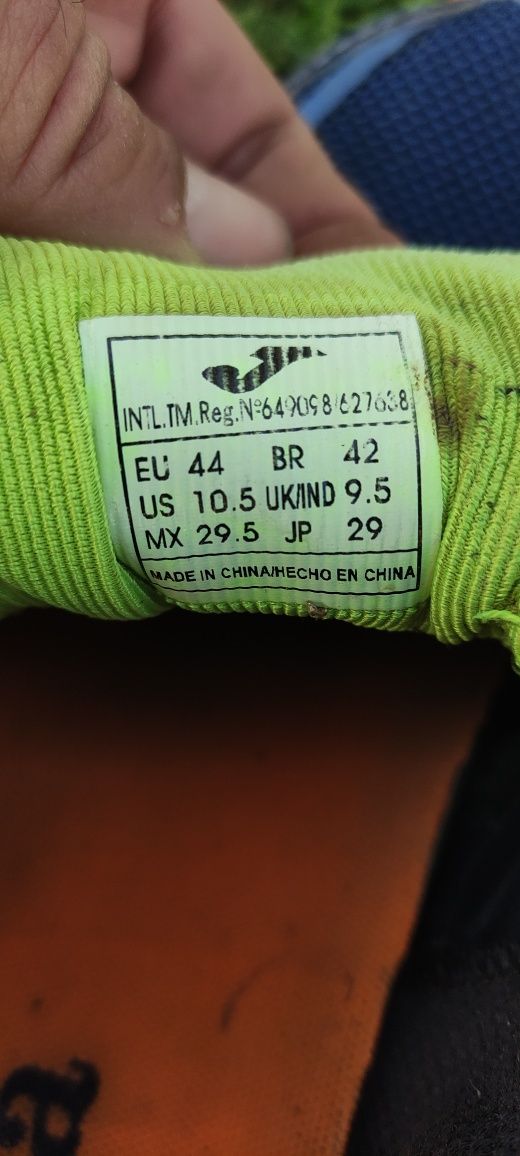 INTL.TM.Reg.Nº649098/627638
EU 44 BR 42
US 10.5 UK/IND 9.5
MX 29.5 JP 29
MADE IN CHINA/HECHO EN CHINA